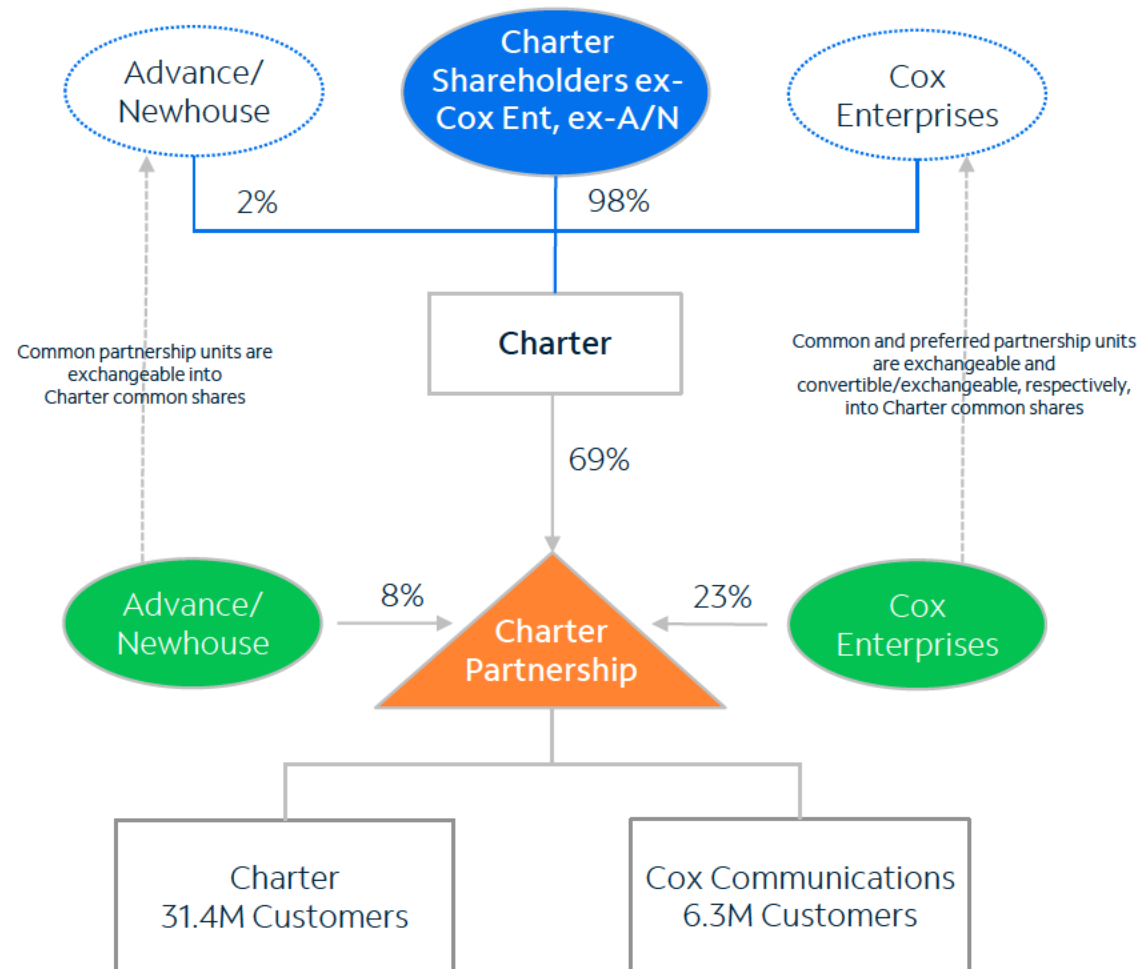 Advance/
Newhouse
Charter
Shareholders ex-
Cox Ent, ex-A/N
Cox
Enterprises
2%
98%
Charter
Common partnership units are
exchangeable into
Charter common shares
Common and preferred partnership units
are exchangeable and
convertible/exchangeable, respectively,
into Charter common shares
69%
Advance/
Newhouse
8%
Charter
Partnership
23%
Cox
Enterprises
Charter
31.4M Customers
Cox Communications
6.3M Customers